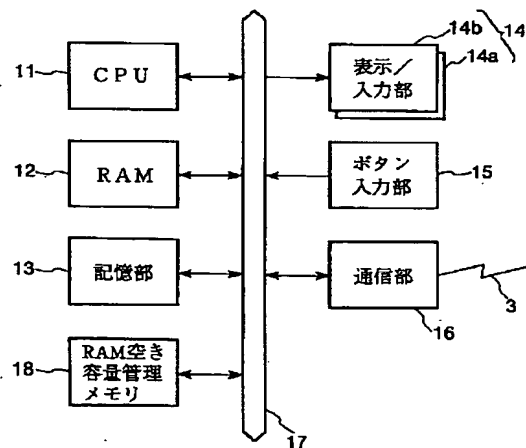 11
CPU
12
RAM
13
記憶部
18
RAM空き
容量管理
メモリ
14b
14
14a
表示／
入力部
ボタン
入力部
15
通信部
3
16
17